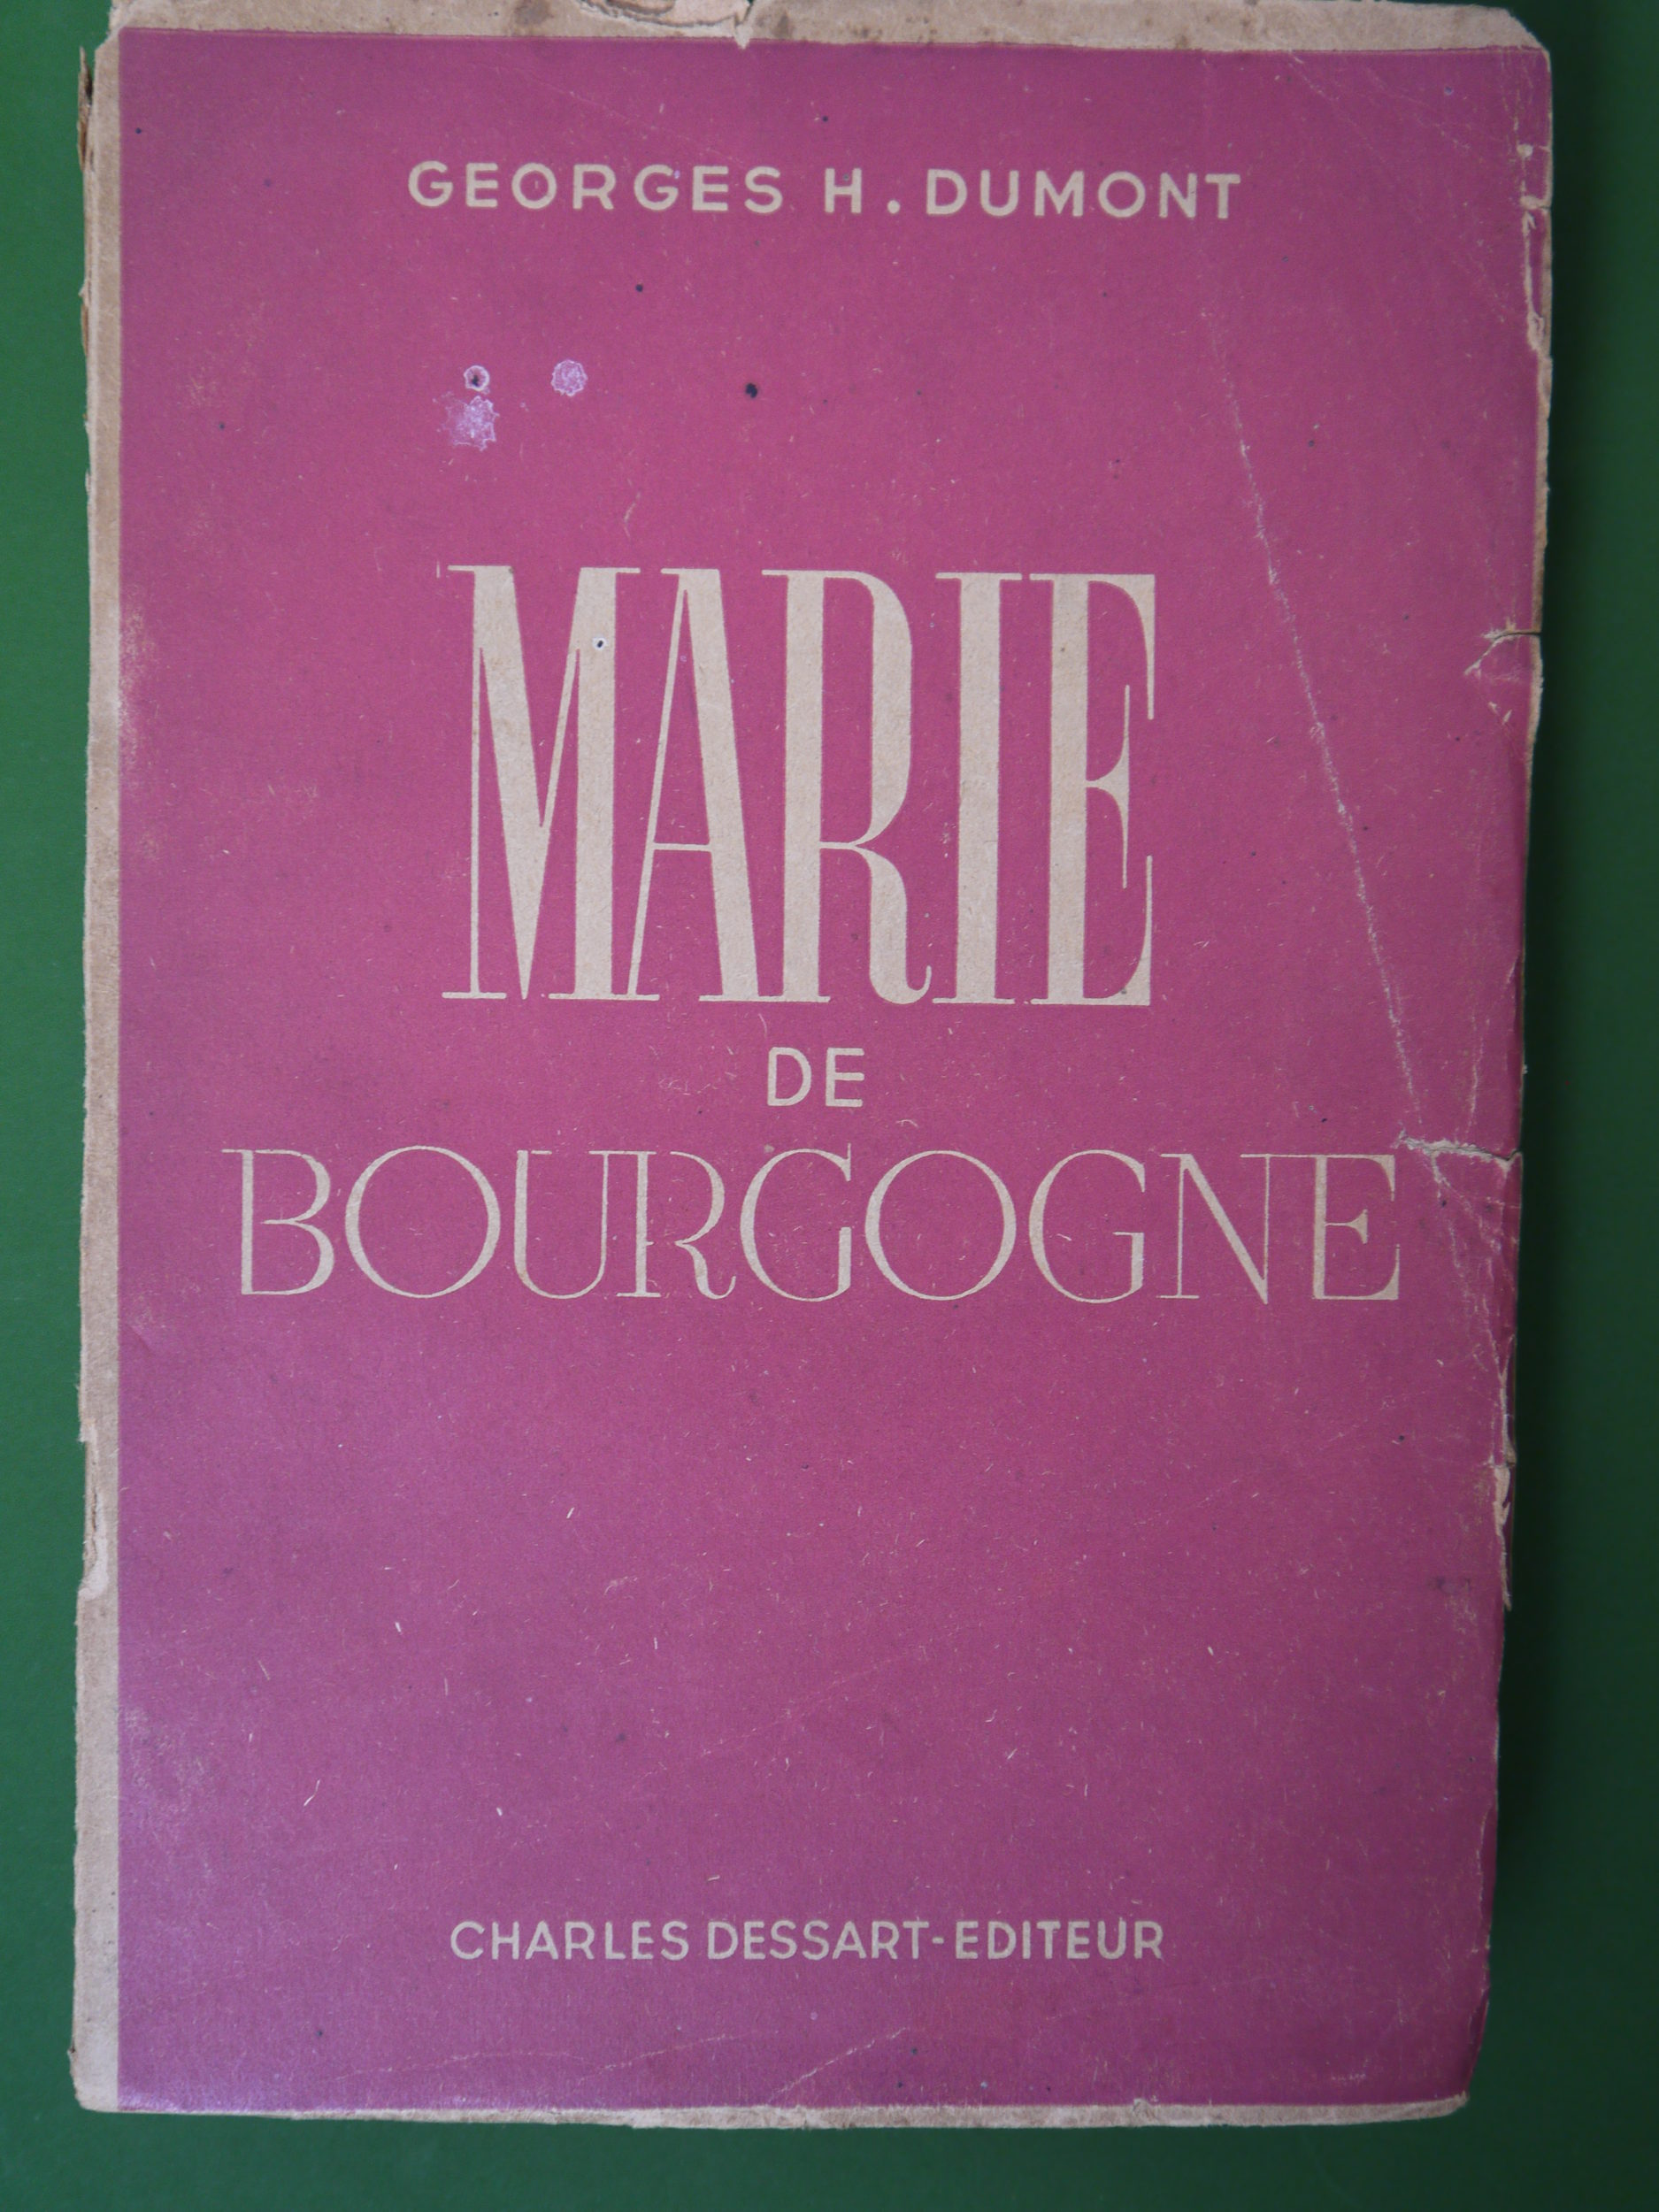 GEORGES H. DUMONT
MARIE
DE
BOURGOGNE
CHARLES DESSART-EDITEUR